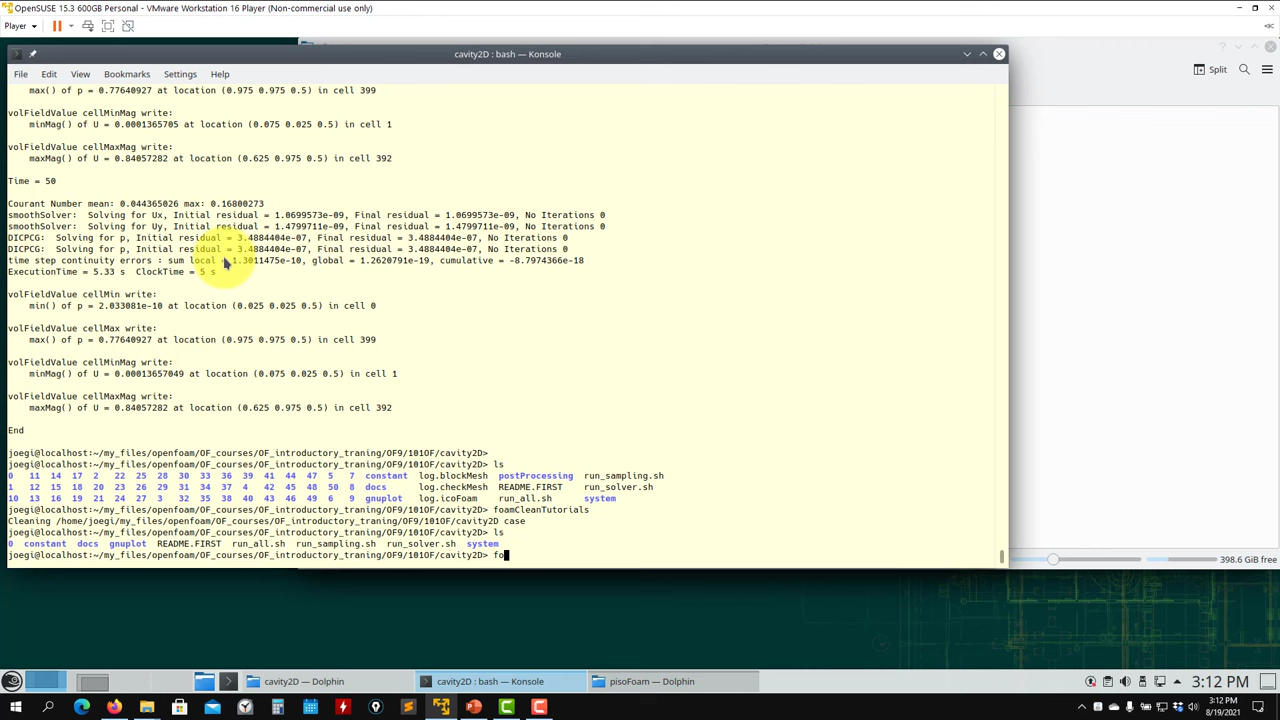 OpenSUSE 15.3 600GB Personal - VMware Workstation 16 Player (Non-commercial use only)
Player
cavity2D : bash — Konsole
File Edit View Bookmarks Settings Help
Split
max() of p = 0.77640927 at location (0.975 0.975 0.5) in cell 399
volFieldValue cellMinMag write:
minMag() of U = 0.0001365705 at location (0.075 0.025 0.5) in cell 1
volFieldValue cellMaxMag write:
maxMag() of U = 0.84057282 at location (0.625 0.975 0.5) in cell 392
Time = 50
Courant Number mean: 0.044365026 max: 0.16800273
smoothSolver:  Solving for Ux, Initial residual = 1.0699573e-09, Final residual = 1.0699573e-09, No Iterations 0
smoothSolver:  Solving for Uy, Initial residual = 1.4799711e-09, Final residual = 1.4799711e-09, No Iterations 0
DICPCG:  Solving for p, Initial residual = 3.4884404e-07, Final residual = 3.4884404e-07, No Iterations 0
DICPCG:  Solving for p, Initial residual = 3.4884404e-07, Final residual = 3.4884404e-07, No Iterations 0
time step continuity errors : sum local = 1.3011475e-10, global = 1.2620791e-19, cumulative = -8.7974366e-18
ExecutionTime = 5.33 s  ClockTime = 5 s
volFieldValue cellMin write:
min() of p = 2.033081e-10 at location (0.025 0.025 0.5) in cell 0
volFieldValue cellMax write:
max() of p = 0.77640927 at location (0.975 0.975 0.5) in cell 399
volFieldValue cellMinMag write:
minMag() of U = 0.00013657049 at location (0.075 0.025 0.5) in cell 1
volFieldValue cellMaxMag write:
maxMag() of U = 0.84057282 at location (0.625 0.975 0.5) in cell 392
End
joegi@localhost:~/my_files/openfoam/OF_courses/OF_introductory_traning/OF9/101OF/cavity2D>
joegi@localhost:~/my_files/openfoam/OF_courses/OF_introductory_traning/OF9/101OF/cavity2D> ls
0 11 14 17 2 22 25 28 30 33 36 39 41 44 47 5 7 constant log.blockMesh postProcessing run_sampling.sh
1 12 15 18 20 23 26 29 31 34 37 4 42 45 48 50 8 docs log.checkMesh README.FIRST run_solver.sh
10 13 16 19 21 24 27 3 32 35 38 40 43 46 49 6 9 gnuplot log.icoFoam run_all.sh system
joegi@localhost:~/my_files/openfoam/OF_courses/OF_introductory_traning/OF9/101OF/cavity2D> foamCleanTutorials
Cleaning /home/joegi/openfoam/OF_courses/OF_introductory_traning/OF9/101OF/cavity2D case
joegi@localhost:~/my_files/openfoam/OF_courses/OF_introductory_traning/OF9/101OF/cavity2D> ls
0 constant docs gnuplot README.FIRST run_all.sh run_sampling.sh run_solver.sh system
joegi@localhost:~/my_files/openfoam/OF_courses/OF_introductory_traning/OF9/101OF/cavity2D> fo
398.6 GiB free
cavity2D — Dolphin
cavity2D : bash — Konsole
pisoFoam — Dolphin
3:12 PM
3:12 PM
8/19/2021